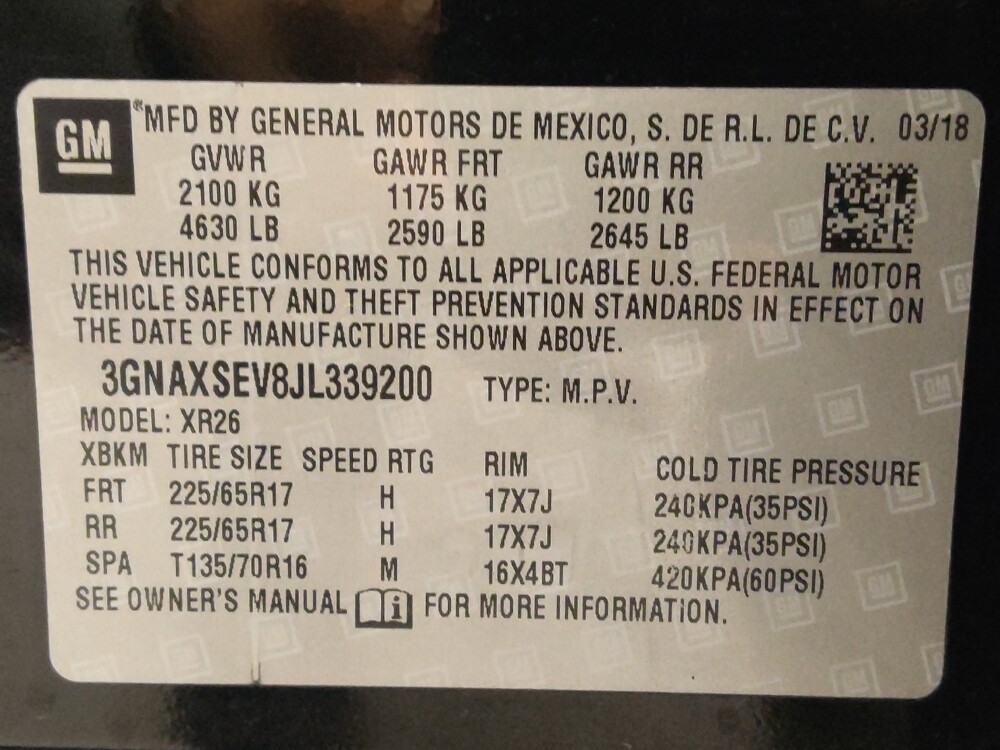 GM ®MFD BY GENERAL MOTORS DE MEXICO, S. DE R.L. DE C.V. 03/18
GVWR GAWR FRT GAWR RR
2100 KG 1175 KG 1200 KG
4630 LB 2590 LB 2645 LB
THIS VEHICLE CONFORMS TO ALL APPLICABLE U.S. FEDERAL MOTOR
VEHICLE SAFETY AND THEFT PREVENTION STANDARDS IN EFFECT ON
THE DATE OF MANUFACTURE SHOWN ABOVE.
3GNAXSEV8JL339200 TYPE: M.P.V.
MODEL: XR26
XBKM TIRE SIZE SPEED RTG RIM COLD TIRE PRESSURE
FRT 225/65R17 H 17X7J 240KPA(35PSI)
RR 225/65R17 H 17X7J 240KPA(35PSI)
SPA T135/70R16 M 16X4BT 420KPA(60PSI)
SEE OWNER'S MANUAL i FOR MORE INFORMATION.